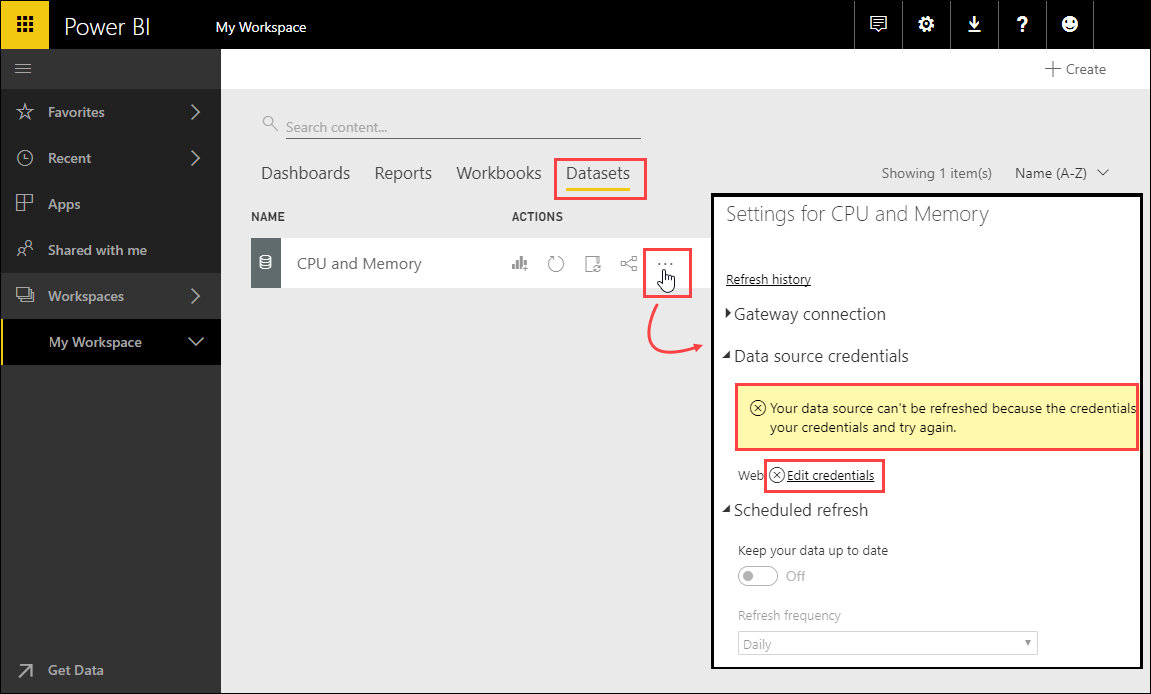 Power BI
My Workspace
?
Create
Favorites
Recent
Apps
Shared with me
Workspaces
My Workspace
Get Data
Search content...
Dashboards Reports Workbooks Datasets
Showing 1 item(s) Name (A-Z)
NAME ACTIONS
CPU and Memory
...
Settings for CPU and Memory
Refresh history
Gateway connection
Data source credentials
Your data source can't be refreshed because the credentials
your credentials and try again.
Web Edit credentials
Scheduled refresh
Keep your data up to date
Off
Refresh frequency
Daily